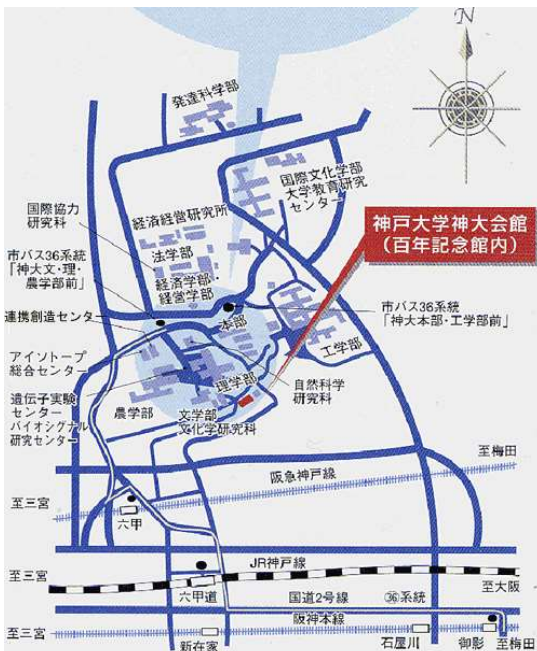 N
発達科学部
国際文化学部
大学教育研究
センター
国際協力
研究科
経済経営研究所
神戸大学神大会館
(百年記念館内)
法学部
市バス36系統
「神大文・理・
農学部前」
経済学部・
経営学部
本部
連携創造センター
市バス36系統
「神大本部・工学部前」
工学部
アイソトープ
総合センター
理学部
自然科学
研究科
遺伝子実験
センター
バイオシグナル
研究センター
農学部
文学部
文化学研究科
至梅田
阪急神戸線
至三宮
六甲
JR神戸線
至三宮
六甲道
至大阪
国道2号線
㊱系統
阪神本線
至三宮
新在家
石屋川
御影
至梅田